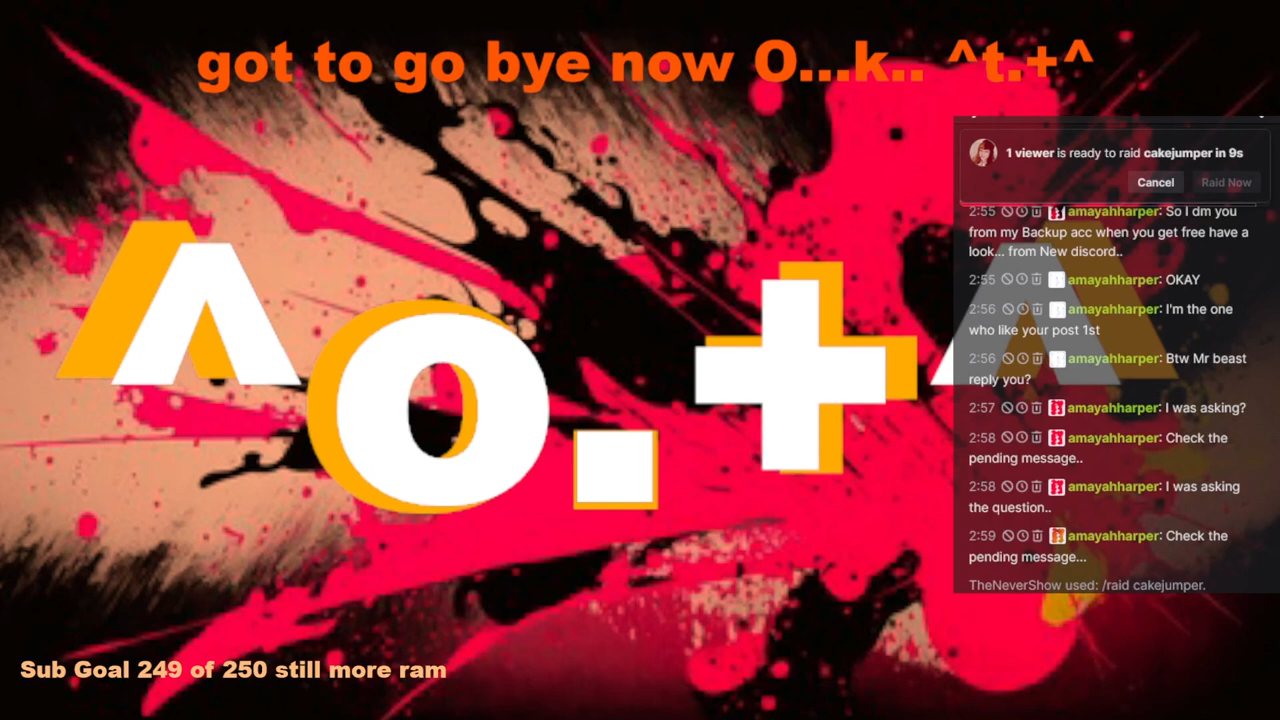 got to go bye now O...k.. ^t.+^
^o.+^
1 viewer is ready to raid cakejumper in 9s
Cancel Raid Now
2:55 amayahharper: So I dm you
from my Backup acc when you get free have a
look... from New discord..
2:55 amayahharper: OKAY
2:56 amayahharper: I'm the one
who like your post 1st
2:56 amayahharper: Btw Mr beast
reply you?
2:57 amayahharper: I was asking?
2:58 amayahharper: Check the
pending message..
2:58 amayahharper: I was asking
the question..
2:59 amayahharper: Check the
pending message...
TheNeverShow used: /raid cakejumper.
Sub Goal 249 of 250 still more ram